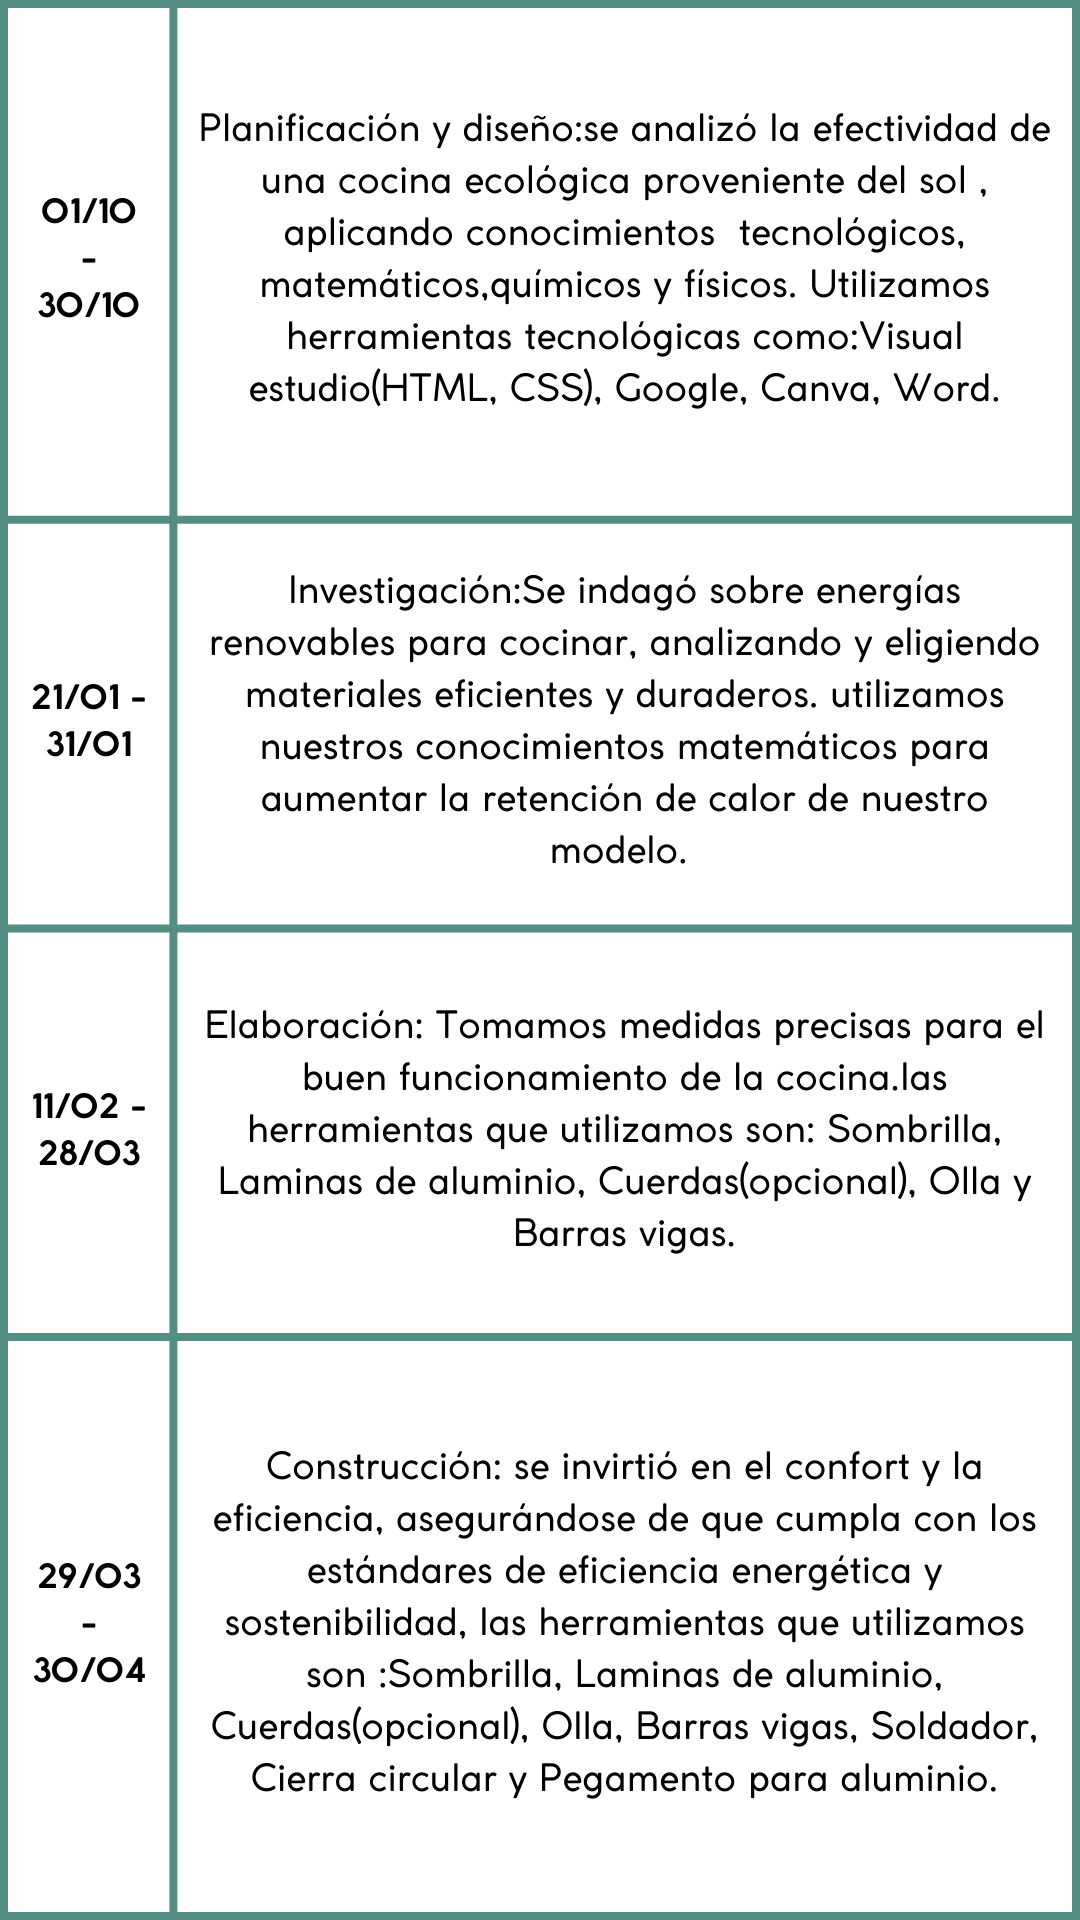 01/10
-
30/10
Planificación y diseño:se analizó la efectividad de
una cocina ecológica proveniente del sol ,
aplicando conocimientos  tecnológicos,
matemáticos,químicos y físicos. Utilizamos
herramientas tecnológicas como:Visual
estudio(HTML, CSS), Google, Canva, Word.
21/01 -
31/01
Investigación:Se indagó sobre energías
renovables para cocinar, analizando y eligiendo
materiales eficientes y duraderos. utilizamos
nuestros conocimientos matemáticos para
aumentar la retención de calor de nuestro
modelo.
11/02 -
28/03
Elaboración: Tomamos medidas precisas para el
buen funcionamiento de la cocina.las
herramientas que utilizamos son: Sombrilla,
Laminas de aluminio, Cuerdas(opcional), Olla y
Barras vigas.
29/03
-
30/04
Construcción: se invirtió en el confort y la
eficiencia, asegurándose de que cumpla con los
estándares de eficiencia energética y
sostenibilidad, las herramientas que utilizamos
son :Sombrilla, Laminas de aluminio,
Cuerdas(opcional), Olla, Barras vigas, Soldador,
Cierra circular y Pegamento para aluminio.